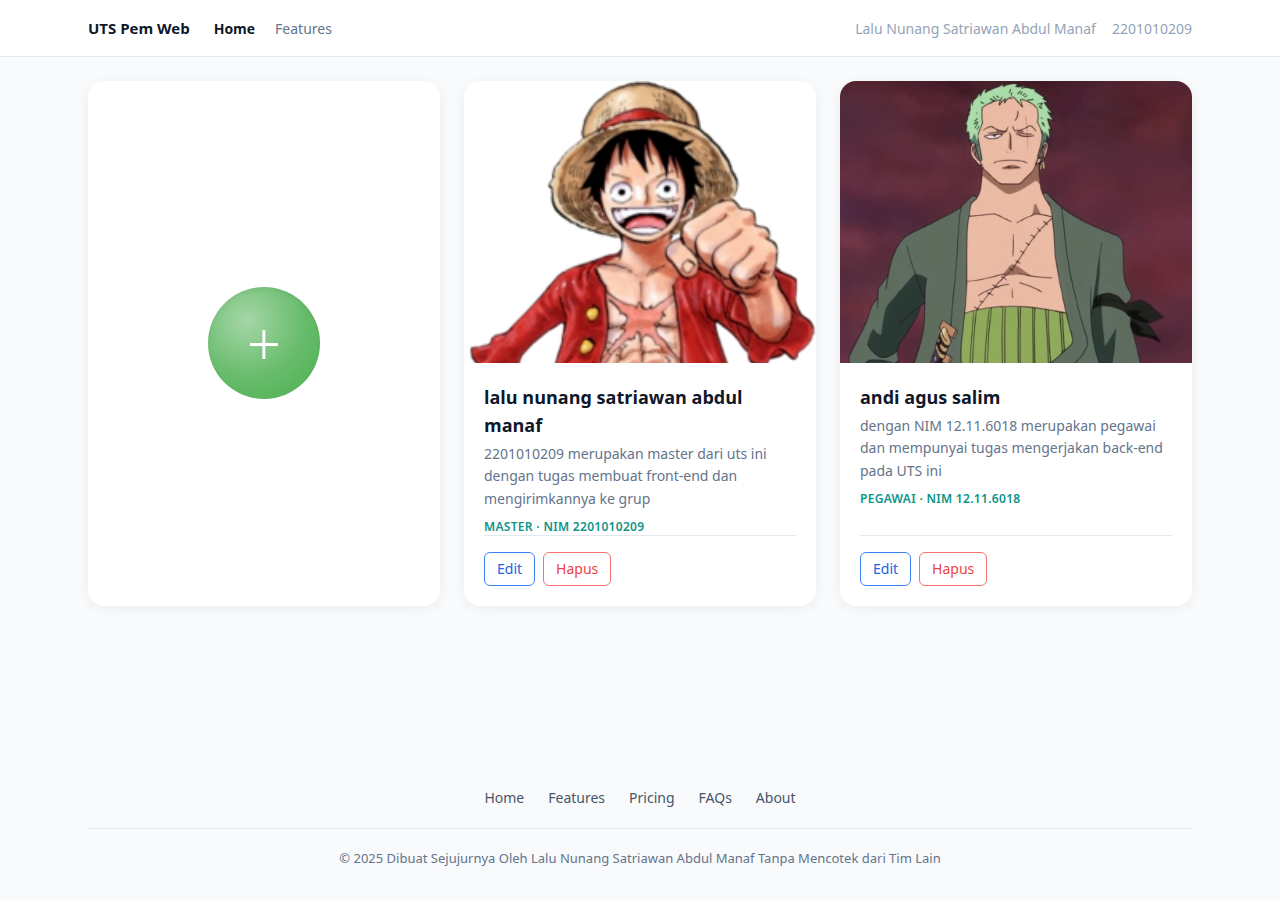 UTS Pem Web Home Features Lalu Nunang Satriawan Abdul Manaf 2201010209
+
lalu nunang satriawan abdul
manaf
2201010209 merupakan master dari uts ini
dengan tugas membuat front-end dan
mengirimkannya ke grup
MASTER · NIM 2201010209
Edit Hapus
andi agus salim
dengan NIM 12.11.6018 merupakan pegawai
dan mempunyai tugas mengerjakan back-end
pada UTS ini
PEGAWAI · NIM 12.11.6018
Edit Hapus
Home Features Pricing FAQs About
© 2025 Dibuat Sejujurnya Oleh Lalu Nunang Satriawan Abdul Manaf Tanpa Mencotek dari Tim Lain